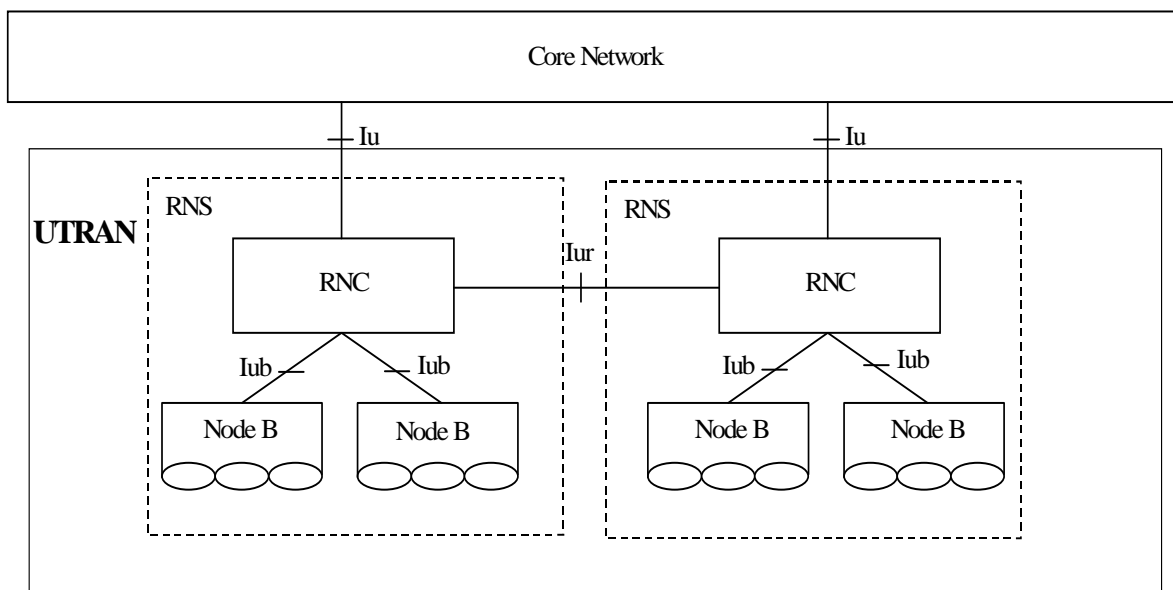 Core Network
Iu
Iu
RNS
RNS
UTRAN
Iur
RNC
RNC
Iub
Iub
Iub
Iub
Node B
Node B
Node B
Node B